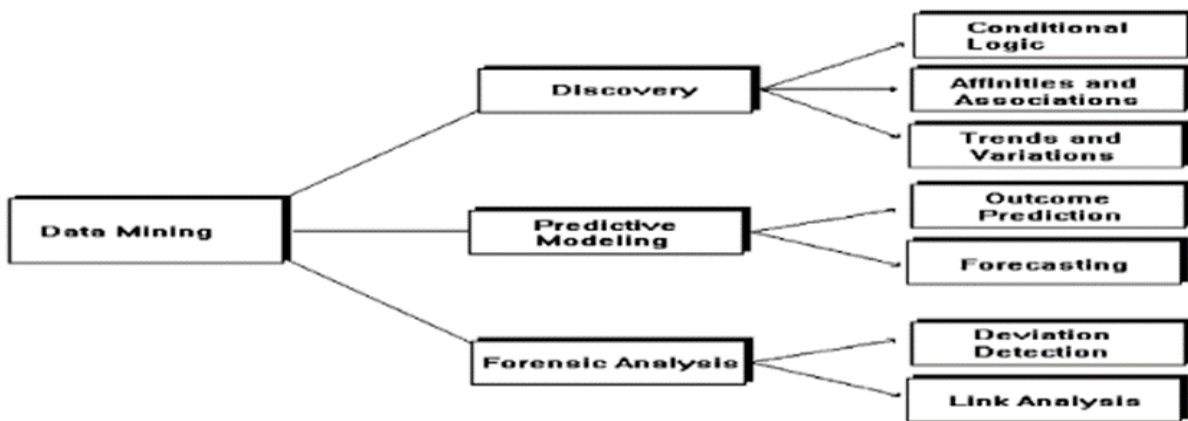 Data Mining
Discovery
Conditional
Logic
Affinities and
Associations
Trends and
Variations
Predictive
Modeling
Outcome
Prediction
Forecasting
Forensic Analysis
Deviation
Detection
Link Analysis